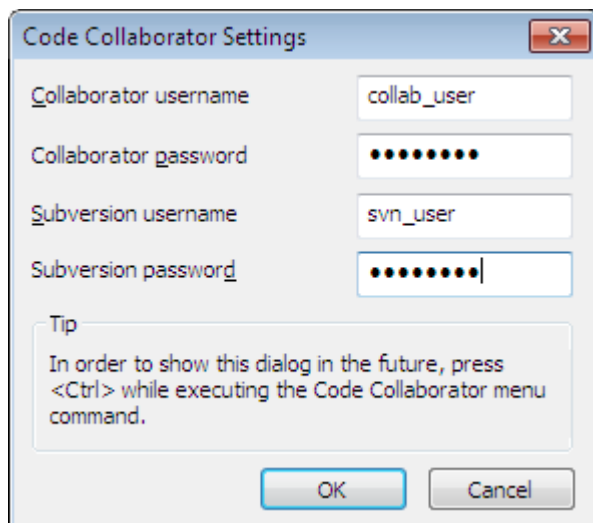 Code Collaborator Settings
Collaborator username collab_user
Collaborator password ●●●●●●●●
Subversion username svn_user
Subversion password ●●●●●●●●
Tip
In order to show this dialog in the future, press
<Ctrl> while executing the Code Collaborator menu
command.
OK Cancel